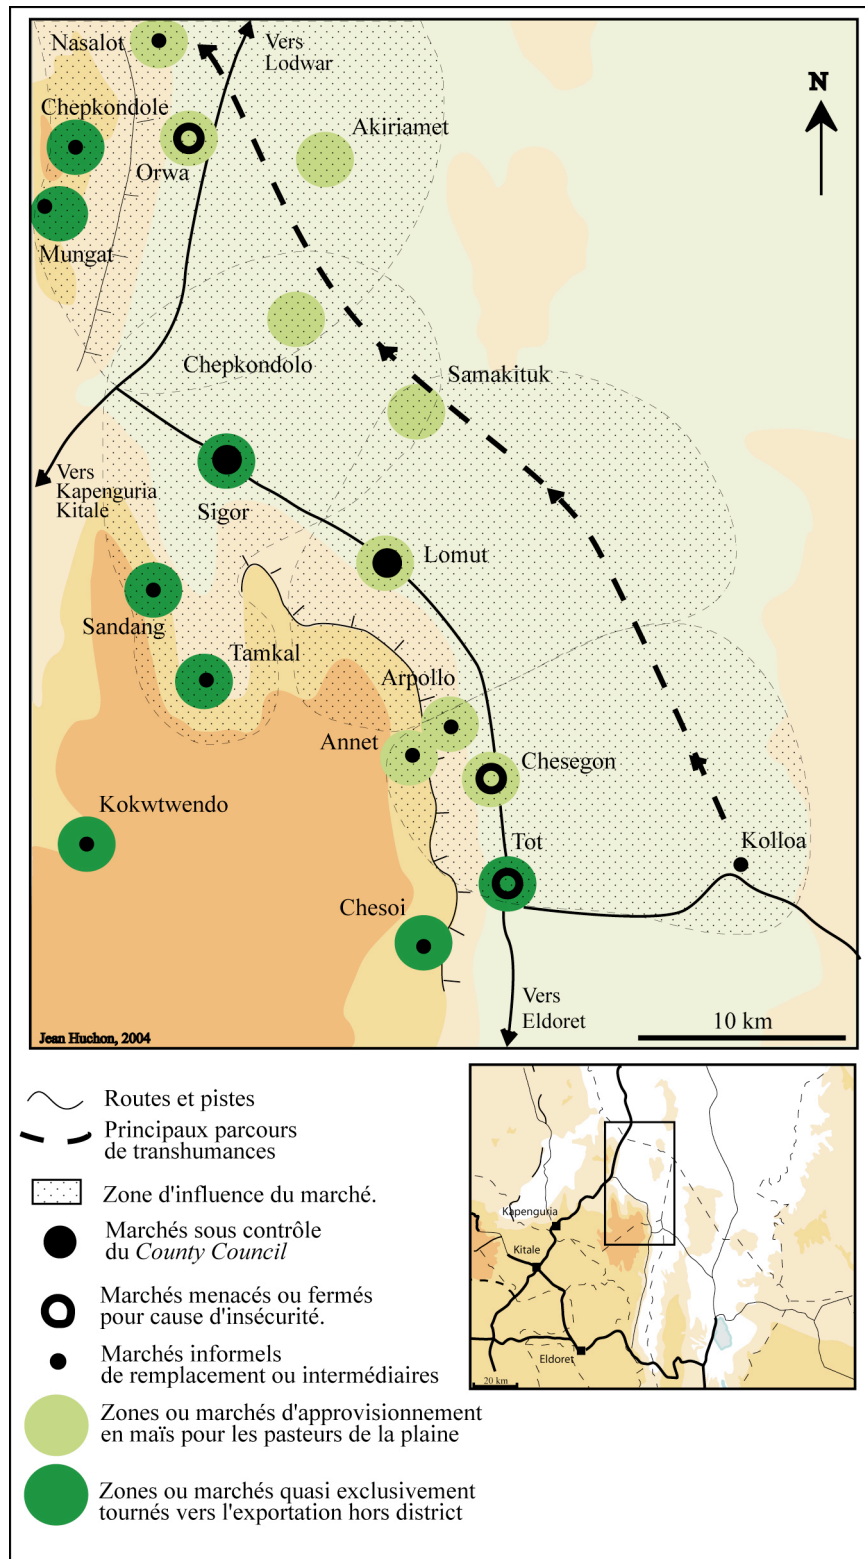 Nasalot
Vers
Lodwar
N
Chepkondole
Akiriamet
Orwa
Mungat
Chepkondolo
Samakituk
Vers
Kapenguria
Kitale
Sigor
Lomut
Sandang
Tamkal
Arpollo
Annet
Chesegon
Kokwtwendo
Tot
Kolloa
Chesoi
Vers
Eldoret
10 km
Jean Huchon, 2004
Routes et pistes
Principaux parcours
de transhumances
Zone d'influence du marché.
Marchés sous contrôle
du County Council
Marchés menacés ou fermés
pour cause d'insécurité.
Marchés informels
de remplacement ou intermédiaires
Zones ou marchés d'approvisionnement
en maïs pour les pasteurs de la plaine
Zones ou marchés quasi exclusivement
tournés vers l'exportation hors district
Kapenguria
Kitale
Eldoret
20 km